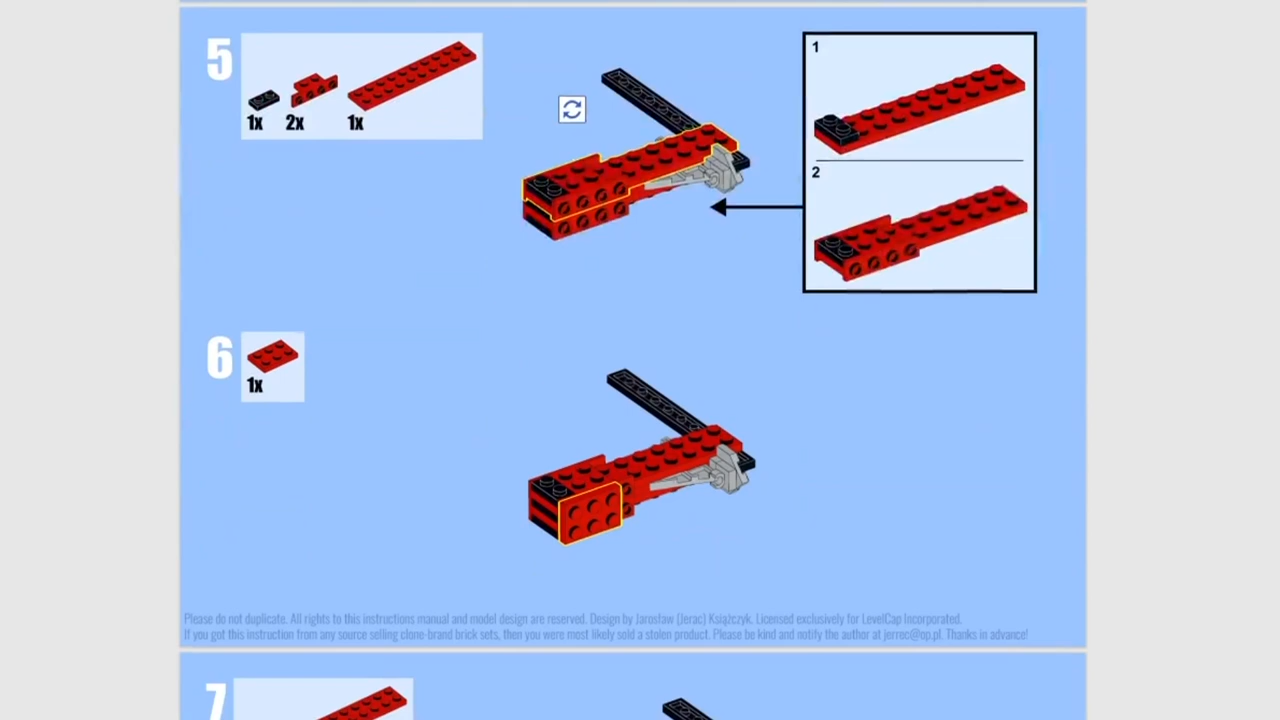 5
1x 2x 1x
1
2
6
1x
Please do not duplicate. All rights to this instructions manual and model design are reserved. Design by Jarosław (Jerac) Książczyk. Licensed exclusively for LevelCap Incorporated.
If you got this instruction from any source selling clone-brand brick sets, then you were most likely sold a stolen product. Please be kind and notify the author at jerrec@op.pl. Thanks in advance!
7